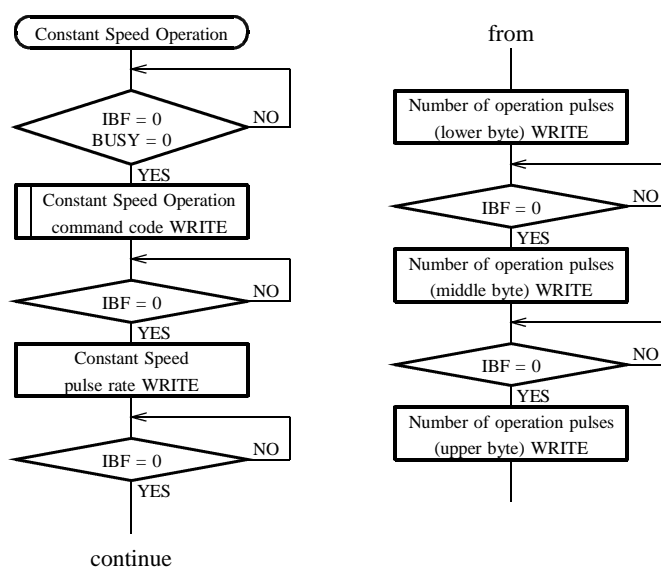 Constant Speed Operation
IBF = 0
BUSY = 0
NO
YES
Constant Speed Operation
command code WRITE
IBF = 0
NO
YES
Constant Speed
pulse rate WRITE
IBF = 0
NO
YES
continue
from
Number of operation pulses
(lower byte) WRITE
IBF = 0
NO
YES
Number of operation pulses
(middle byte) WRITE
IBF = 0
NO
YES
Number of operation pulses
(upper byte) WRITE